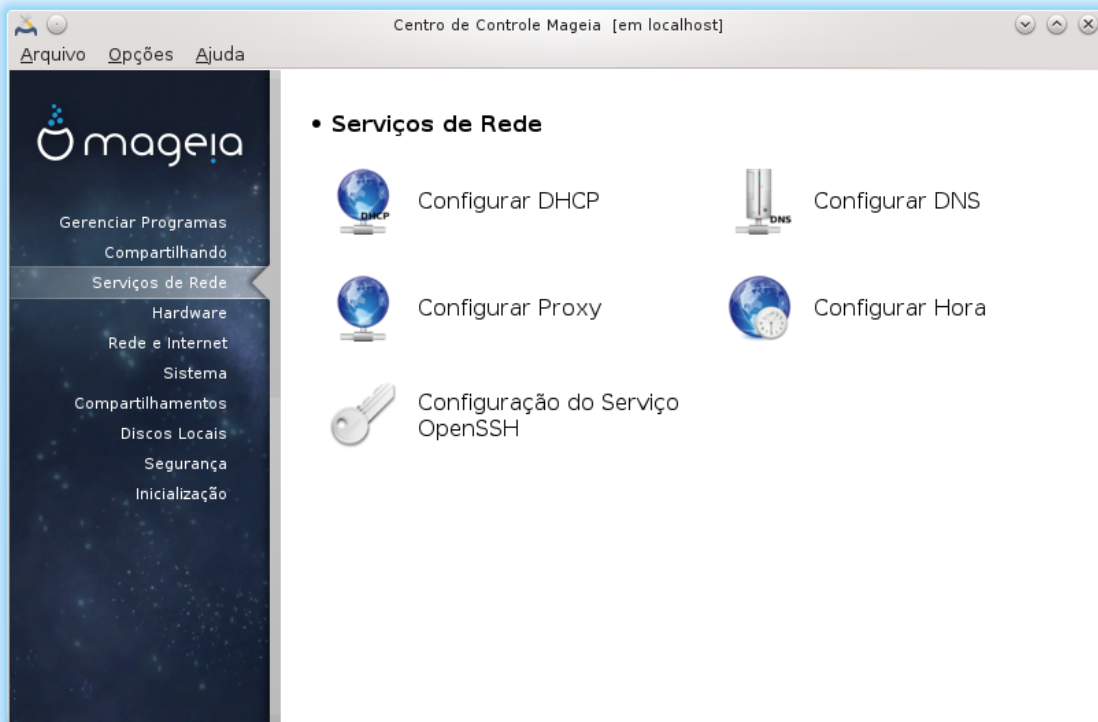 Centro de Controle Mageia [em localhost]
Arquivo Opções Ajuda
mageia
Gerenciar Programas
Compartilhando
Serviços de Rede
Hardware
Rede e Internet
Sistema
Compartilhamentos
Discos Locais
Segurança
Inicialização
• Serviços de Rede
DHCP
Configurar DHCP
DNS
Configurar DNS
Configurar Proxy
Configurar Hora
Configuração do Serviço
OpenSSH